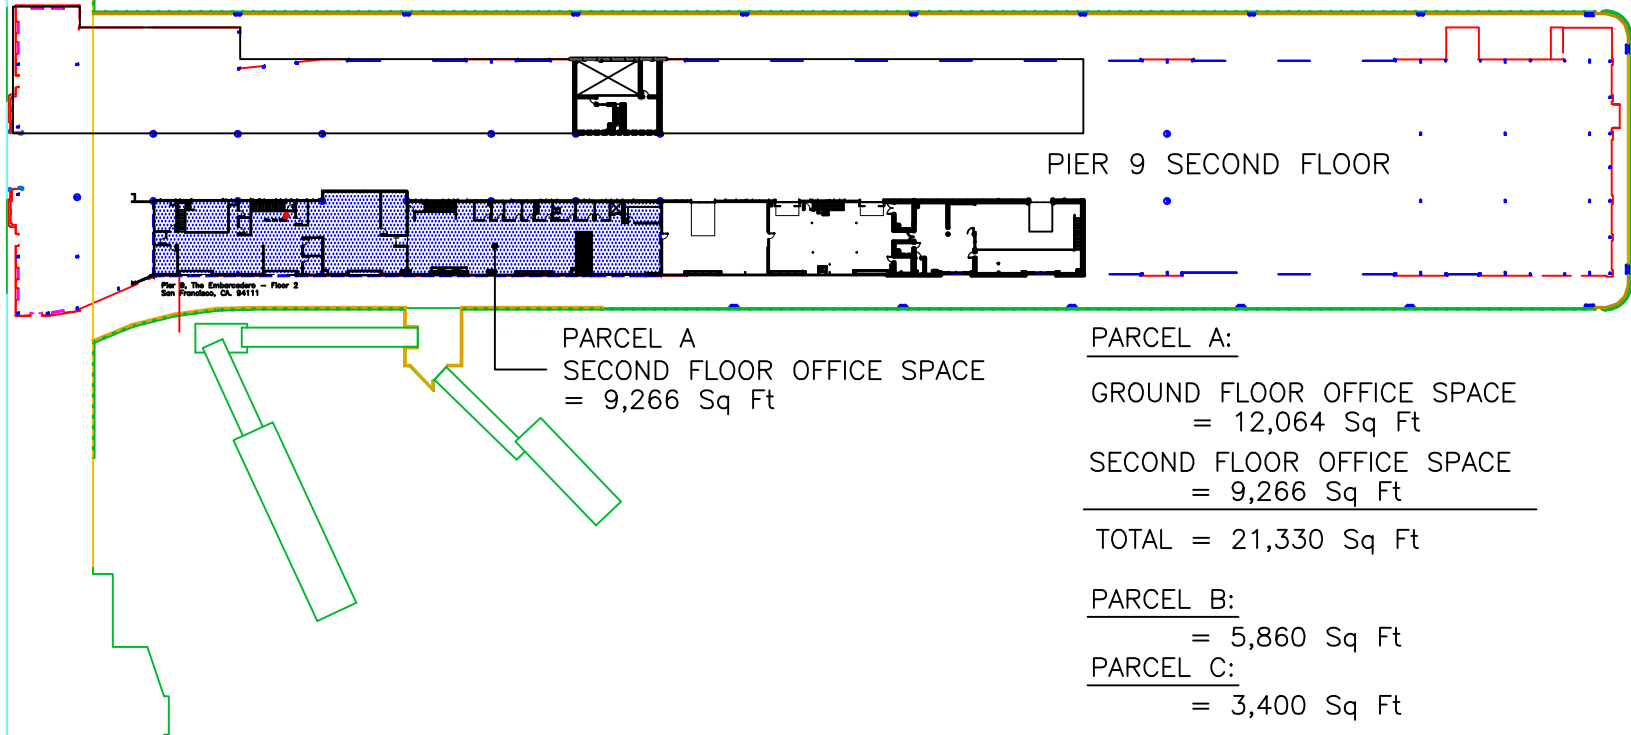 PIER 9 SECOND FLOOR
Pier 9, The Embarcadero - Floor 2
San Francisco, CA. 94111
PARCEL A
SECOND FLOOR OFFICE SPACE
= 9,266 Sq Ft
PARCEL A:
GROUND FLOOR OFFICE SPACE
= 12,064 Sq Ft
SECOND FLOOR OFFICE SPACE
= 9,266 Sq Ft
TOTAL = 21,330 Sq Ft
PARCEL B:
= 5,860 Sq Ft
PARCEL C:
= 3,400 Sq Ft